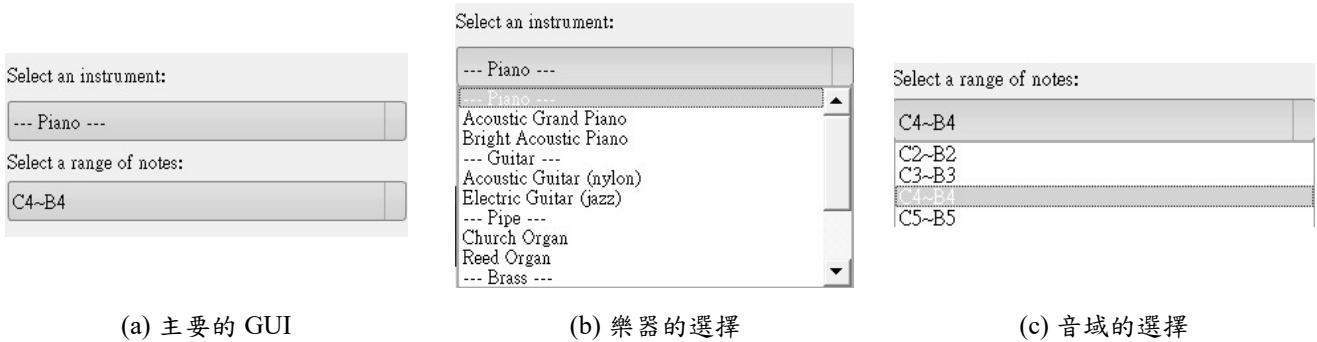 Select an instrument:
--- Piano ---
Select a range of notes:
C4~B4
Select an instrument:
--- Piano ---
--- Piano ---
Acoustic Grand Piano
Bright Acoustic Piano
--- Guitar ---
Acoustic Guitar (nylon)
Electric Guitar (jazz)
--- Pipe ---
Church Organ
Reed Organ
--- Brass ---
Select a range of notes:
C4~B4
C2~B2
C3~B3
C4~B4
C5~B5
(a) 主要的 GUI
(b) 樂器的選擇
(c) 音域的選擇